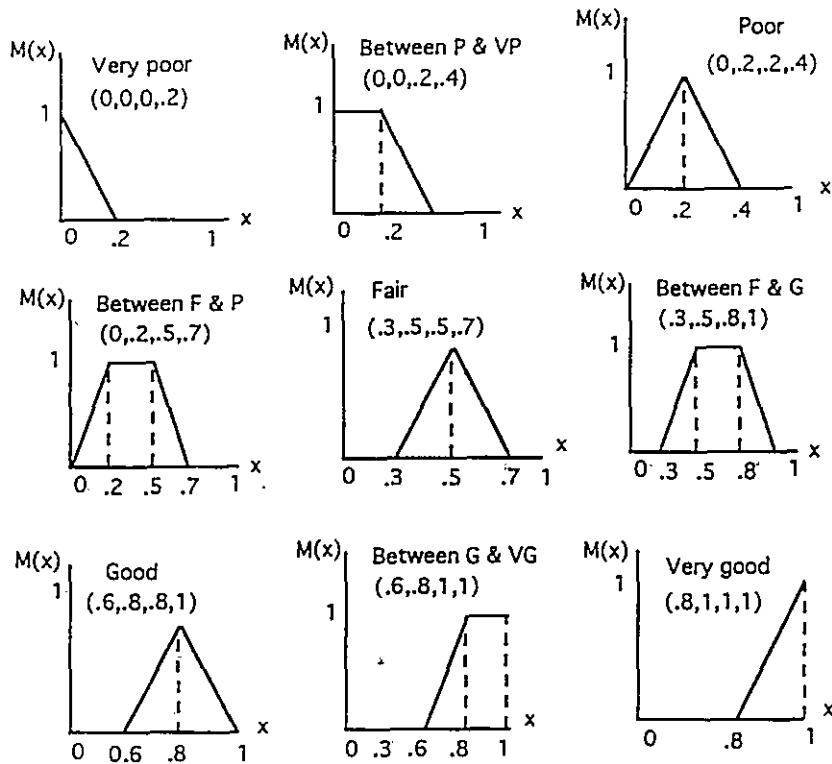 M(x)
Very poor
(0,0,0,.2)
1
0 .2 1 x
M(x)
Between P & VP
(0,0,.2,.4)
1
0 .2 1 x
M(x)
Poor
(0,.2,.2,.4)
1
0 .2 .4 1 x
M(x)
Between F & P
(0,.2,.5,.7)
1
0 .2 .5 .7 1 x
M(x)
Fair
(.3,.5,.5,.7)
1
0 .3 .5 .7 1 x
M(x)
Between F & G
(.3,.5,.8,1)
1
0 .3 .5 .8 1 x
M(x)
Good
(.6,.8,.8,1)
1
0 0.6 .8 1 x
M(x)
Between G & VG
(.6,.8,1,1)
1
0 .3 .6 .8 1 x
M(x)
Very good
(.8,1,1,1)
1
0 .8 1 x